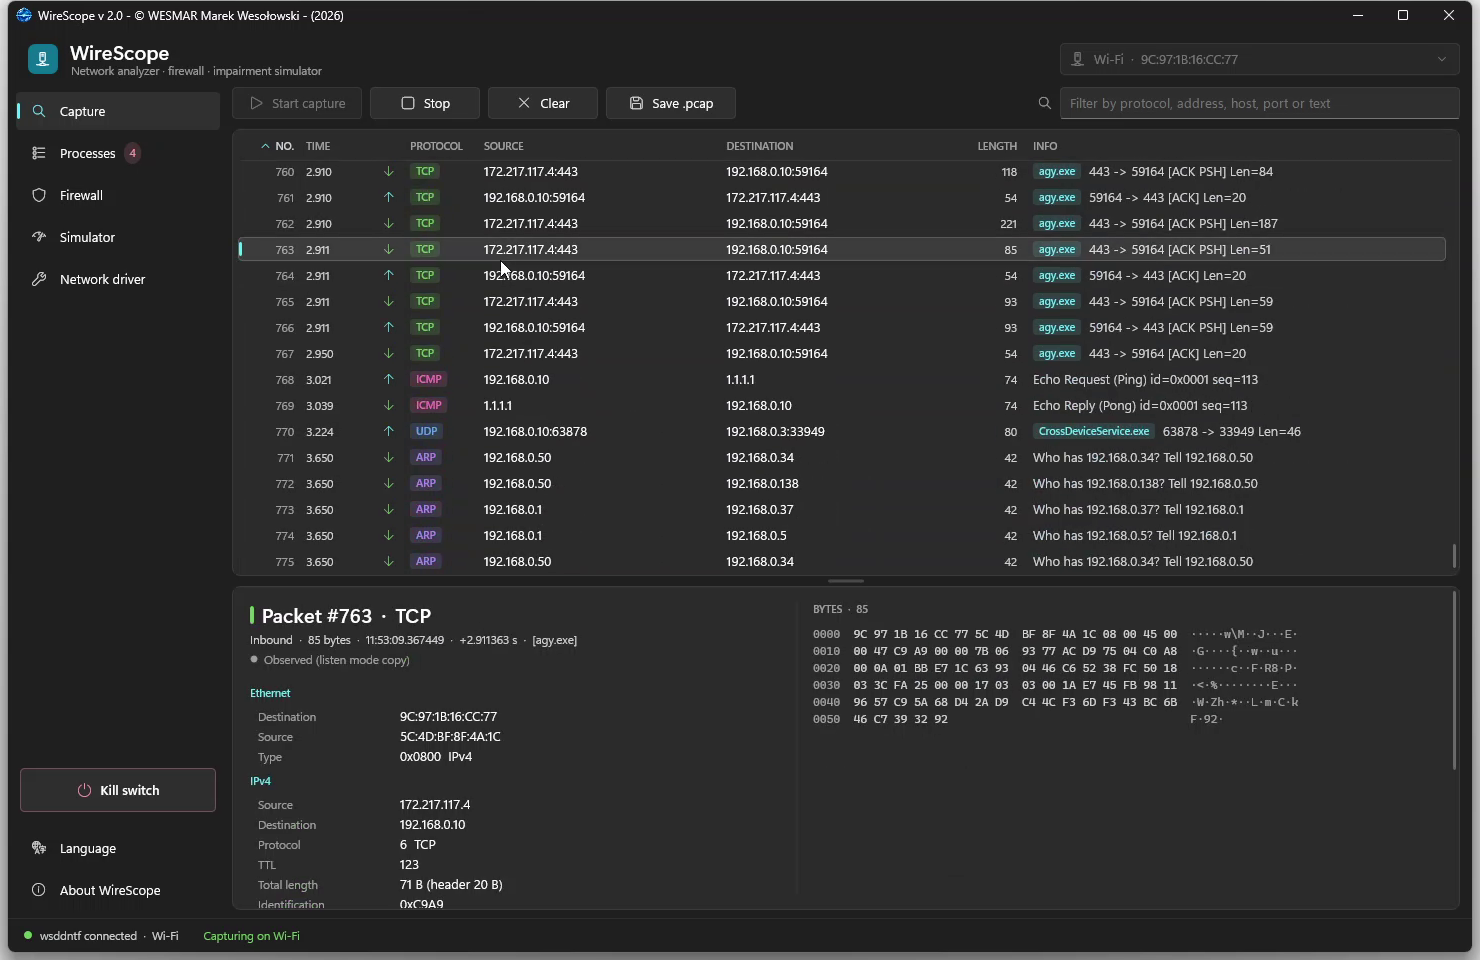 WireScope v 2.0 - © WESMAR Marek Wesołowski - (2026)
WireScope
Network analyzer · firewall · impairment simulator
Wi-Fi · 9C:97:1B:16:CC:77
Capture
Processes 4
Firewall
Simulator
Network driver
Kill switch
Language
About WireScope
Start capture Stop Clear Save .pcap Filter by protocol, address, host, port or text
NO. TIME PROTOCOL SOURCE DESTINATION LENGTH INFO
760 2.910 ↓ TCP 172.217.117.4:443 192.168.0.10:59164 118 agy.exe 443 -> 59164 [ACK PSH] Len=84
761 2.910 ↑ TCP 192.168.0.10:59164 172.217.117.4:443 54 agy.exe 59164 -> 443 [ACK] Len=20
762 2.910 ↓ TCP 172.217.117.4:443 192.168.0.10:59164 221 agy.exe 443 -> 59164 [ACK PSH] Len=187
763 2.911 ↓ TCP 172.217.117.4:443 192.168.0.10:59164 85 agy.exe 443 -> 59164 [ACK PSH] Len=51
764 2.911 ↑ TCP 192.168.0.10:59164 172.217.117.4:443 54 agy.exe 59164 -> 443 [ACK] Len=20
765 2.911 ↓ TCP 172.217.117.4:443 192.168.0.10:59164 93 agy.exe 443 -> 59164 [ACK PSH] Len=59
766 2.911 ↑ TCP 192.168.0.10:59164 172.217.117.4:443 93 agy.exe 59164 -> 443 [ACK PSH] Len=59
767 2.950 ↓ TCP 172.217.117.4:443 192.168.0.10:59164 54 agy.exe 443 -> 59164 [ACK] Len=20
768 3.021 ↑ ICMP 192.168.0.10 1.1.1.1 74 Echo Request (Ping) id=0x0001 seq=113
769 3.039 ↓ ICMP 1.1.1.1 192.168.0.10 74 Echo Reply (Pong) id=0x0001 seq=113
770 3.224 ↑ UDP 192.168.0.10:63878 192.168.0.3:33949 80 CrossDeviceService.exe 63878 -> 33949 Len=46
771 3.650 ↓ ARP 192.168.0.50 192.168.0.34 42 Who has 192.168.0.34? Tell 192.168.0.50
772 3.650 ↓ ARP 192.168.0.50 192.168.0.138 42 Who has 192.168.0.138? Tell 192.168.0.50
773 3.650 ↓ ARP 192.168.0.1 192.168.0.37 42 Who has 192.168.0.37? Tell 192.168.0.1
774 3.650 ↓ ARP 192.168.0.1 192.168.0.5 42 Who has 192.168.0.5? Tell 192.168.0.1
775 3.650 ↓ ARP 192.168.0.50 192.168.0.34 42 Who has 192.168.0.34? Tell 192.168.0.50
Packet #763 · TCP
Inbound · 85 bytes · 11:53:09.367449 · +2.911363 s · [agy.exe]
Observed (listen mode copy)
Ethernet
Destination 9C:97:1B:16:CC:77
Source 5C:4D:BF:8F:4A:1C
Type 0x0800 IPv4
IPv4
Source 172.217.117.4
Destination 192.168.0.10
Protocol 6 TCP
TTL 123
Total length 71 B (header 20 B)
Identification 0xC9A9
BYTES · 85
0000 9C 97 1B 16 CC 77 5C 4D BF 8F 4A 1C 08 00 45 00 ·····w\M··J···E·
0010 00 47 C9 A9 00 00 7B 06 93 77 AC D9 75 04 C0 A8 ·G····{··w··u···
0020 00 0A 01 BB E7 1C 63 93 04 46 C6 52 38 FC 50 18 ······c··F·R8·P·
0030 03 3C FA 25 00 00 17 03 03 00 1A E7 45 FB 98 11 ·<·%········E···
0040 96 57 C9 5A 68 D4 2A D9 C4 4C F3 6D F3 43 BC 6B ·W·Zh·*··L·m·C·k
0050 46 C7 39 32 92 F·92·
wsddntf connected · Wi-Fi Capturing on Wi-Fi